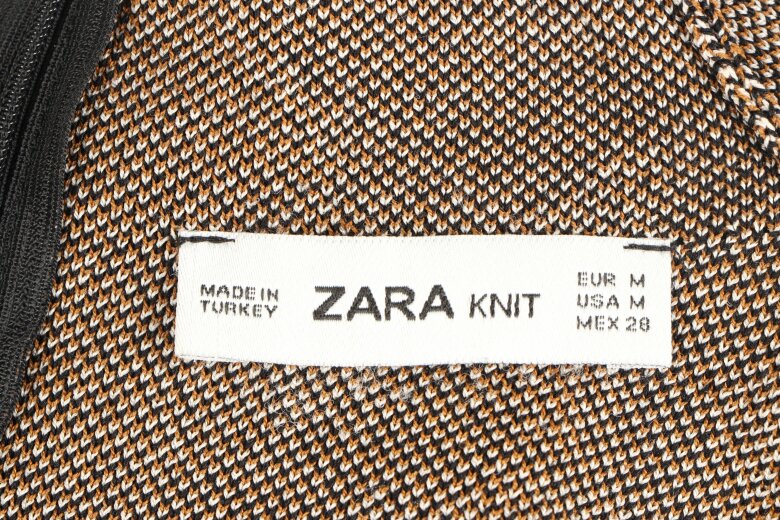 MADE IN
TURKEY
ZARA KNIT
EUR M
USA M
MEX 28